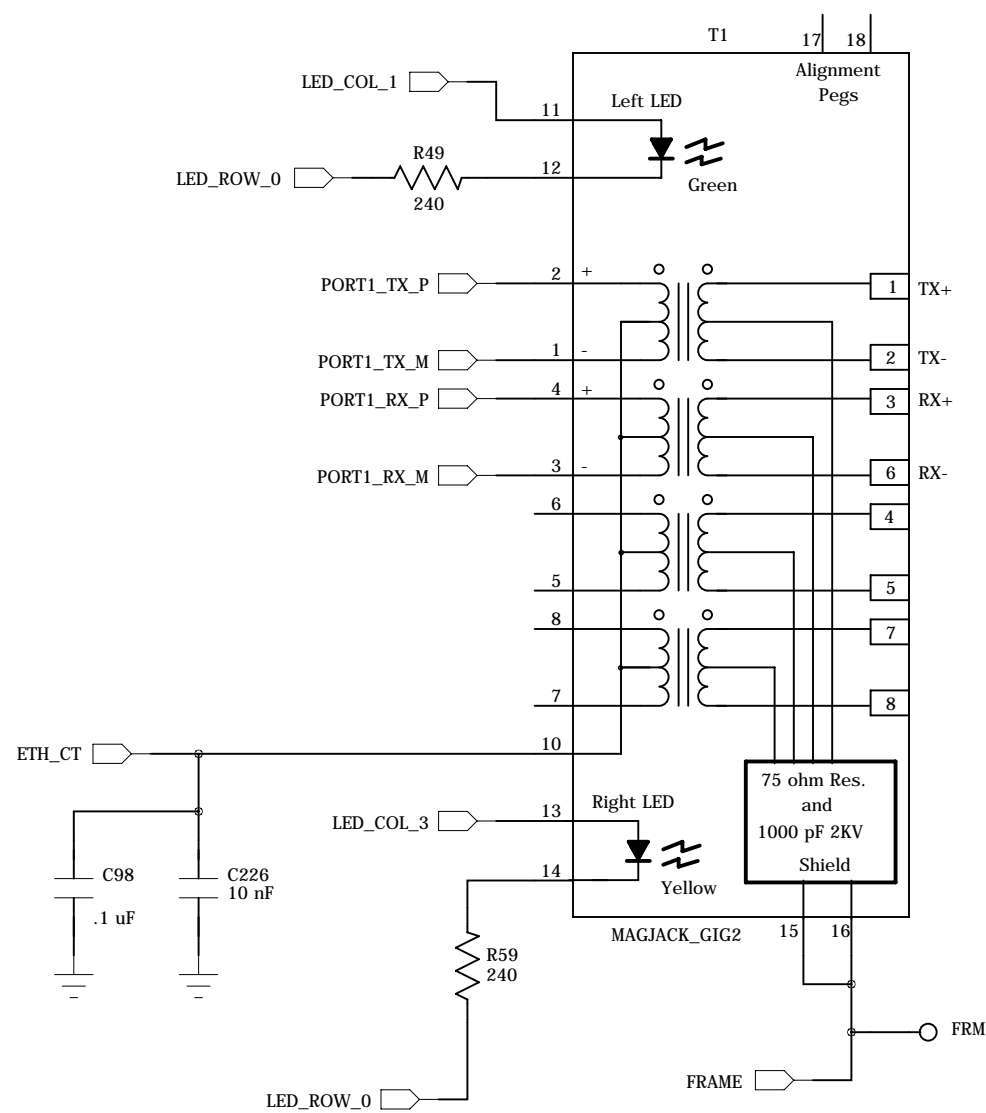 T1
17
18
Alignment
Pegs
LED_COL_1
11
Left LED
R49
LED_ROW_0
12
240
Green
PORT1_TX_P
2
+
1
TX+
PORT1_TX_M
1
-
2
TX-
PORT1_RX_P
4
+
3
RX+
PORT1_RX_M
3
-
6
RX-
6
4
5
5
8
7
7
8
ETH_CT
10
75 ohm Res.
and
1000 pF 2KV
Shield
LED_COL_3
13
Right LED
14
Yellow
C98
.1 uF
C226
10 nF
MAGJACK_GIG2
15
16
R59
240
FRM
FRAME
LED_ROW_0